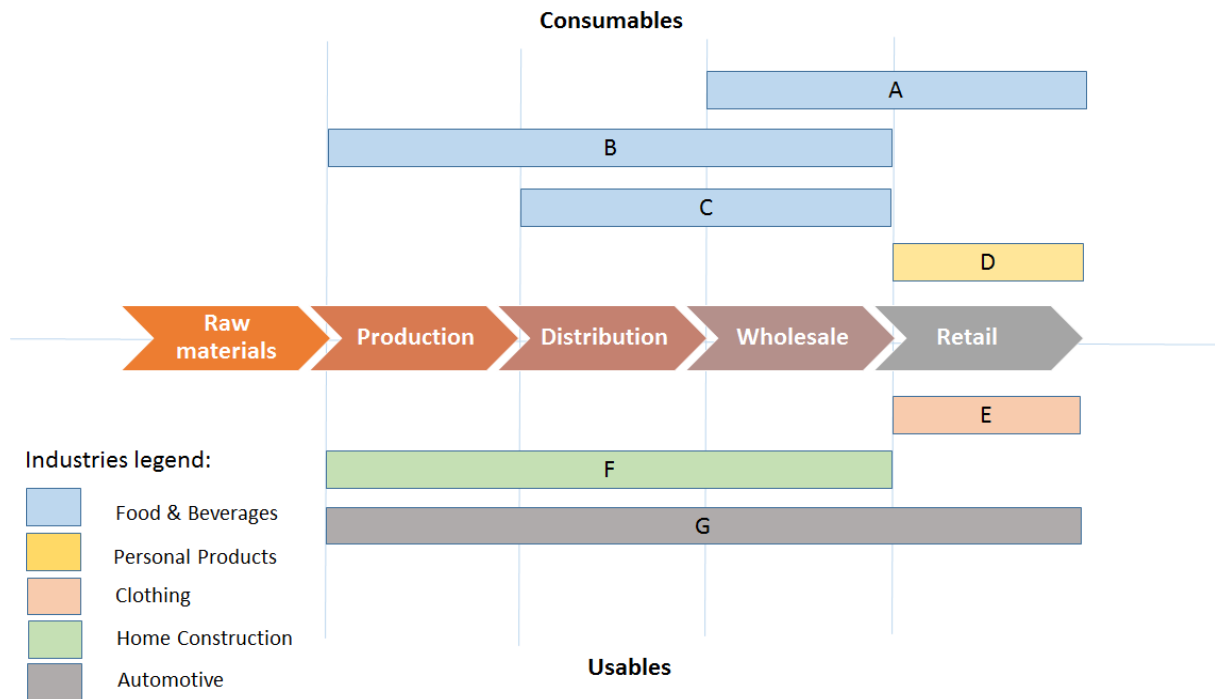 Consumables
A
B
C
D
Raw
materials
Production
Distribution
Wholesale
Retail
E
F
G
Industries legend:
Food & Beverages
Personal Products
Clothing
Home Construction
Automotive
Usables